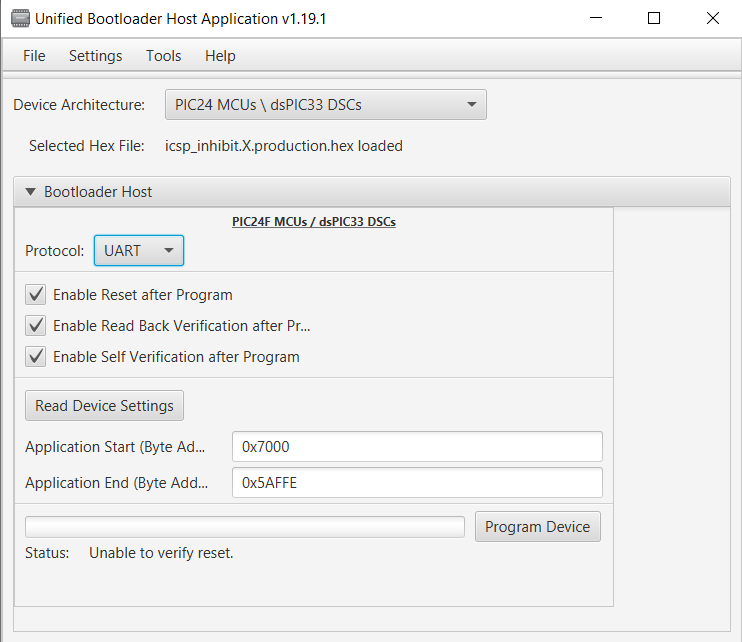 Unified Bootloader Host Application v1.19.1
File Settings Tools Help
Device Architecture: PIC24 MCUs \ dsPIC33 DSCs
Selected Hex File: icsp_inhibit.X.production.hex loaded
Bootloader Host
PIC24F MCUs / dsPIC33 DSCs
Protocol: UART
Enable Reset after Program
Enable Read Back Verification after Pr...
Enable Self Verification after Program
Read Device Settings
Application Start (Byte Ad... 0x7000
Application End (Byte Add... 0x5AFFE
Program Device
Status: Unable to verify reset.